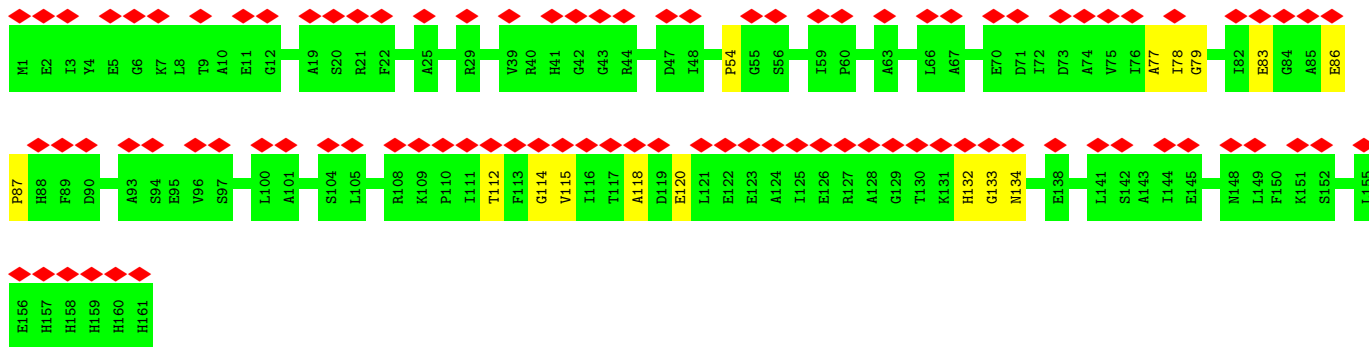 M1 E2 I3 Y4 E5 G6 K7 L8 T9 A10 E11 G12 A19 S20 R21 F22 A25 R29 V39 R40 H41 G42 G43 R44 D47 I48 P54 G55 S56 I59 P60 A63 L66 A67 E70 D71 I72 D73 A74 V75 I76 A77 I78 G79 I82 E83 G84 A85 E86
P87 H88 F89 D90 A93 S94 E95 V96 S97 L100 A101 S104 L105 R108 K109 P110 I111 T112 F113 G114 V115 I116 T117 A118 D119 E120 L121 E122 E123 A124 I125 E126 R127 A128 G129 T130 K131 H132 G133 N134 E138 L141 S142 A143 I144 E145 N148 L149 F150 K151 S152 L155
E156 H157 H158 H159 H160 H161